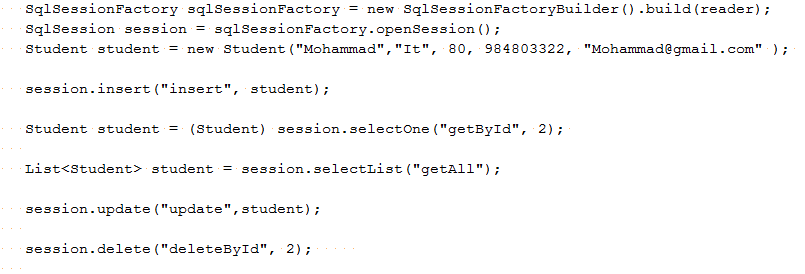 SqlSessionFactory sqlSessionFactory = new SqlSessionFactoryBuilder().build(reader);
SqlSession session = sqlSessionFactory.openSession();
Student student = new Student("Mohammad","It", 80, 984803322, "Mohammad@gmail.com" );
session.insert("insert", student);
Student student = (Student) session.selectOne("getById", 2);
List<Student> student = session.selectList("getAll");
session.update("update",student);
session.delete("deleteById", 2);